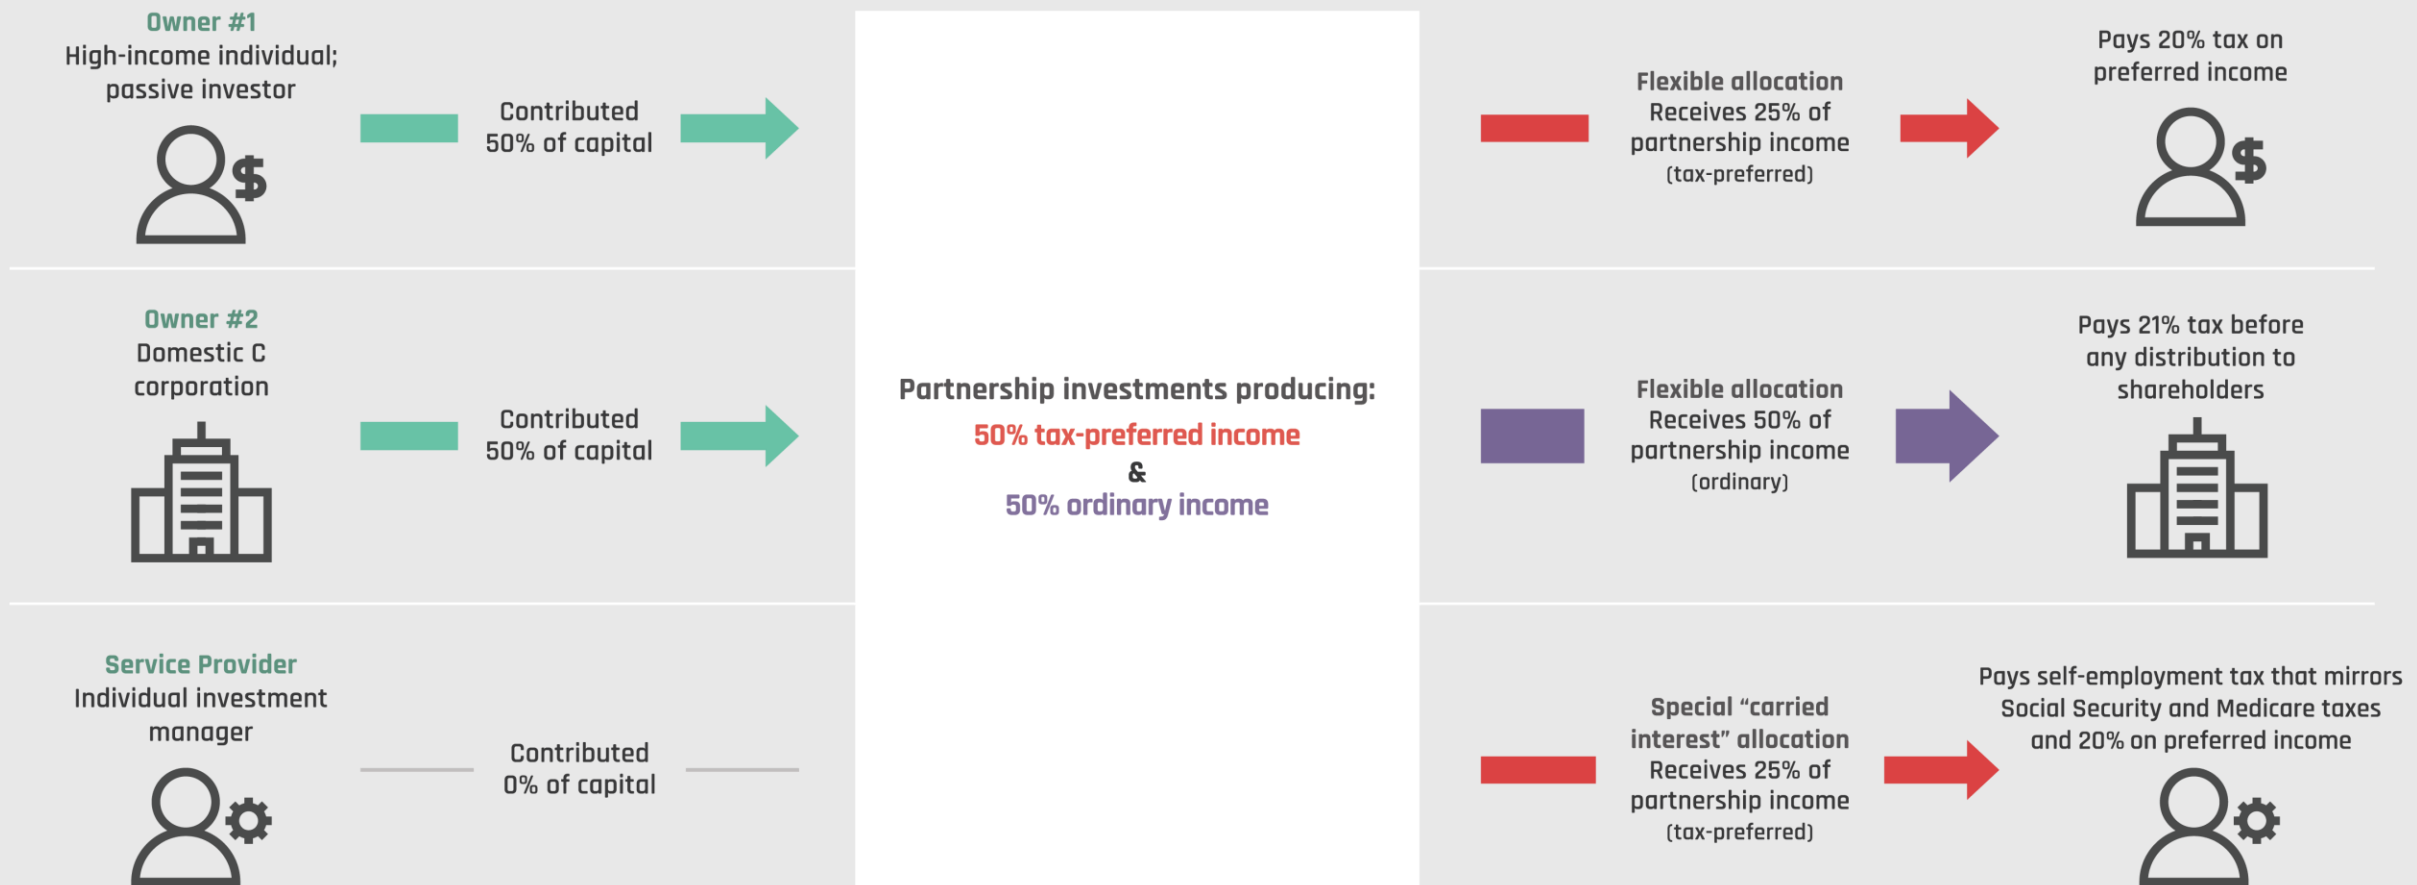 Owner #1
High-income individual;
passive investor
Contributed
50% of capital
Flexible allocation
Receives 25% of
partnership income
(tax-preferred)
Pays 20% tax on
preferred income
$
$
Owner #2
Domestic C
corporation
Contributed
50% of capital
Partnership investments producing:
50% tax-preferred income
&
50% ordinary income
Flexible allocation
Receives 50% of
partnership income
(ordinary)
Pays 21% tax before
any distribution to
shareholders
Service Provider
Individual investment
manager
Contributed
0% of capital
Special “carried
interest” allocation
Receives 25% of
partnership income
(tax-preferred)
Pays self-employment tax that mirrors
Social Security and Medicare taxes
and 20% on preferred income